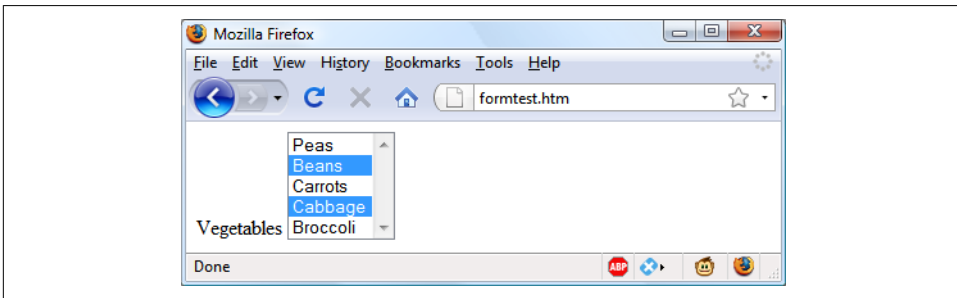 Mozilla Firefox
File Edit View History Bookmarks Tools Help
formtest.htm
Peas
Beans
Carrots
Cabbage
Vegetables Broccoli
Done
ABP